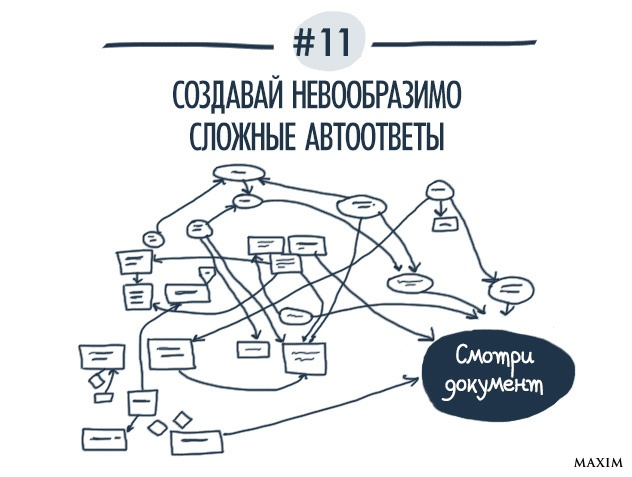 #11
СОЗДАВАЙ НЕВООБРАЗИМО
СЛОЖНЫЕ АВТООТВЕТЫ
Смотри
документ
MAXIM